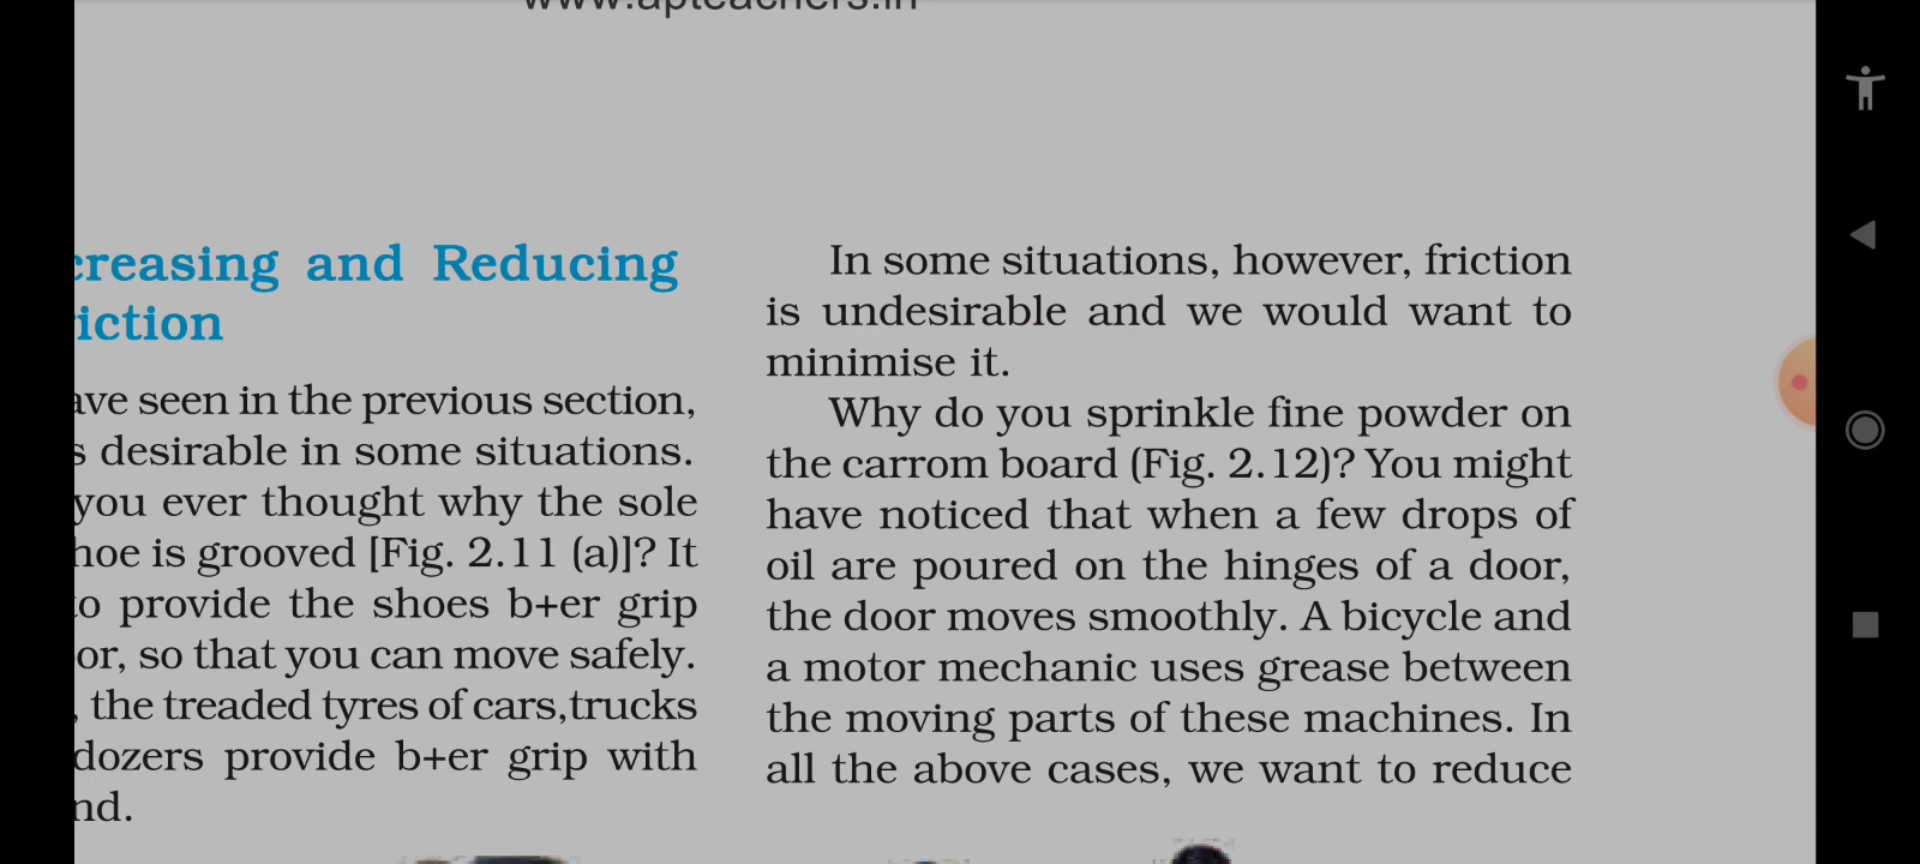 www.apteachers.in
creasing and Reducing
iction
ave seen in the previous section,
s desirable in some situations.
you ever thought why the sole
hoe is grooved [Fig. 2.11 (a)]? It
to provide the shoes b+er grip
or, so that you can move safely.
, the treaded tyres of cars,trucks
dozers provide b+er grip with
nd.
In some situations, however, friction
is undesirable and we would want to
minimise it.
Why do you sprinkle fine powder on
the carrom board (Fig. 2.12)? You might
have noticed that when a few drops of
oil are poured on the hinges of a door,
the door moves smoothly. A bicycle and
a motor mechanic uses grease between
the moving parts of these machines. In
all the above cases, we want to reduce